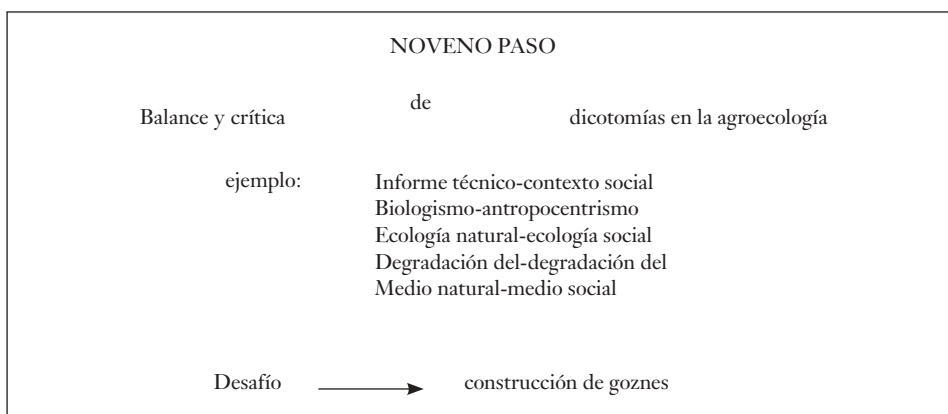 NOVENO PASO
Balance y crítica de dicotomías en la agroecología
ejemplo: Informe técnico-contexto social
Biologismo-antropocentrismo
Ecología natural-ecología social
Degradación del-degradación del
Medio natural-medio social
Desafío construcción de goznes